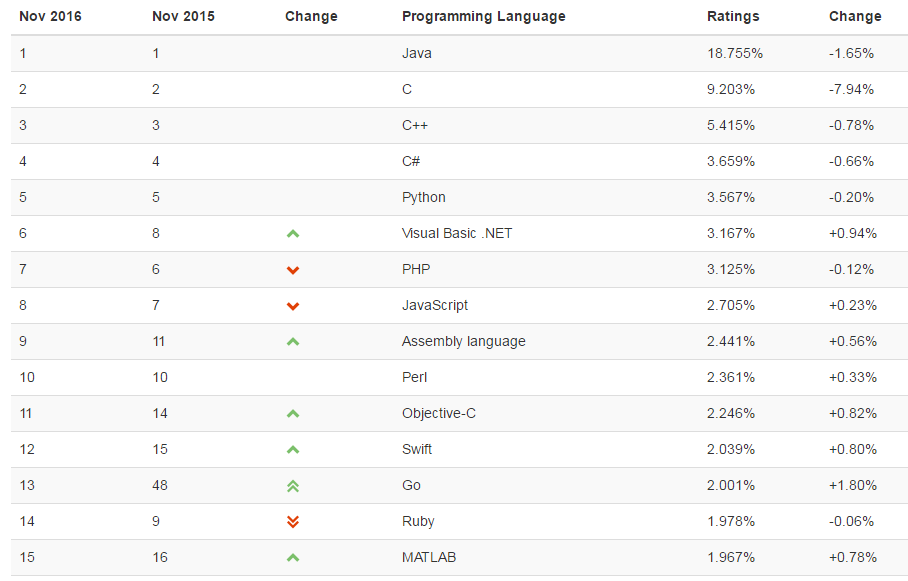 Nov 2016 Nov 2015 Change Programming Language Ratings Change
1 1 Java 18.755% -1.65%
2 2 C 9.203% -7.94%
3 3 C++ 5.415% -0.78%
4 4 C# 3.659% -0.66%
5 5 Python 3.567% -0.20%
6 8 Visual Basic .NET 3.167% +0.94%
7 6 PHP 3.125% -0.12%
8 7 JavaScript 2.705% +0.23%
9 11 Assembly language 2.441% +0.56%
10 10 Perl 2.361% +0.33%
11 14 Objective-C 2.246% +0.82%
12 15 Swift 2.039% +0.80%
13 48 Go 2.001% +1.80%
14 9 Ruby 1.978% -0.06%
15 16 MATLAB 1.967% +0.78%